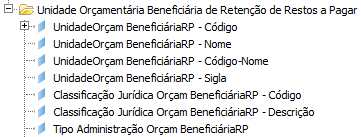 Unidade Orçamentária Beneficiária de Retenção de Restos a Pagar
UnidadeOrçam BeneficiáriaRP - Código
UnidadeOrçam BeneficiáriaRP - Nome
UnidadeOrçam BeneficiáriaRP - Código-Nome
UnidadeOrçam BeneficiáriaRP - Sigla
Classificação Jurídica Orçam BeneficiáriaRP - Código
Classificação Jurídica Orçam BeneficiáriaRP - Descrição
Tipo Administração Orçam BeneficiáriaRP